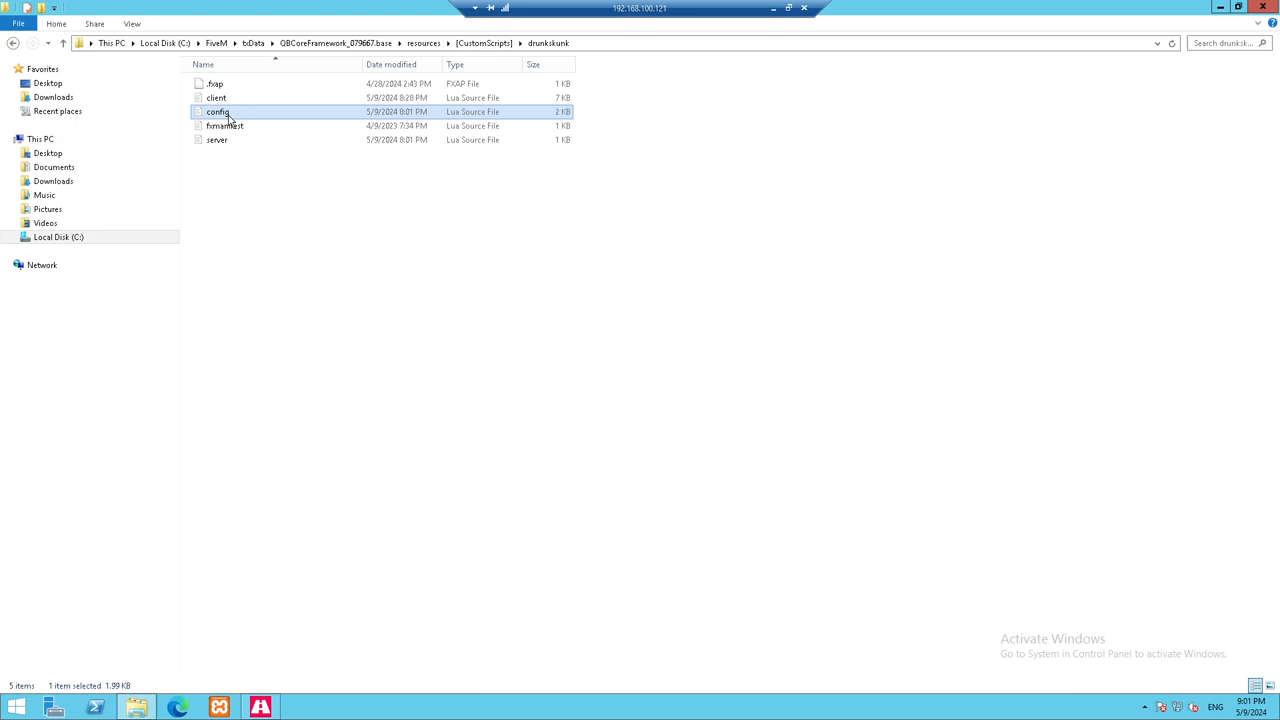 192.168.100.121
File Home Share View
This PC Local Disk (C:) FiveM txData QBCoreFramework_079667.base resources [CustomScripts] drunkskunk
Search drunksk...
Name Date modified Type Size
Favorites
Desktop
Downloads
Recent places
This PC
Desktop
Documents
Downloads
Music
Pictures
Videos
Local Disk (C:)
Network
.fxap 4/28/2024 2:43 PM FXAP File 1 KB
client 5/9/2024 8:28 PM Lua Source File 7 KB
config 5/9/2024 8:01 PM Lua Source File 2 KB
fxmanifest 4/9/2023 7:34 PM Lua Source File 1 KB
server 5/9/2024 8:01 PM Lua Source File 1 KB
Activate Windows
Go to System in Control Panel to activate Windows.
5 items 1 item selected 1.99 KB
ENG
9:01 PM
5/9/2024